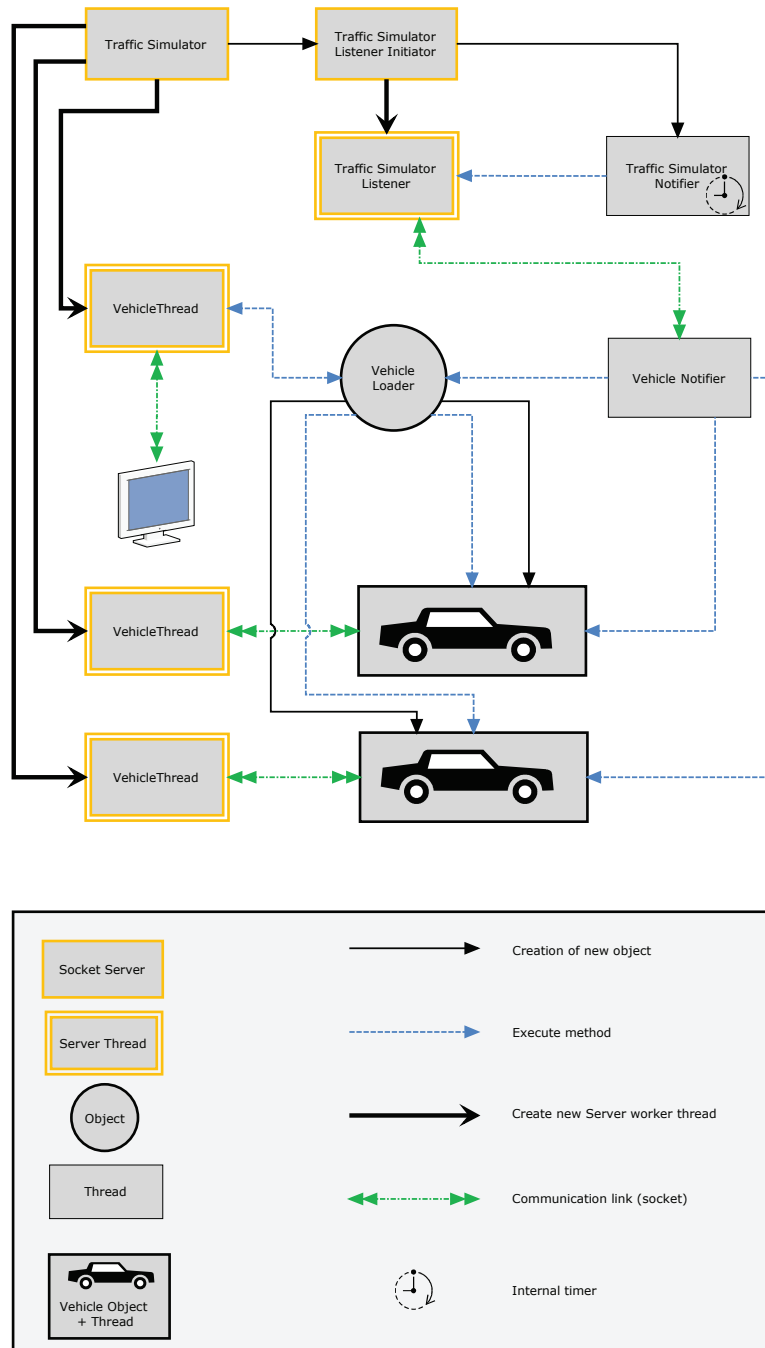 Traffic Simulator
Traffic Simulator
Listener Initiator
Traffic Simulator
Listener
Traffic Simulator
Notifier
VehicleThread
Vehicle
Loader
Vehicle Notifier
VehicleThread
VehicleThread
Socket Server
Creation of new object
Server Thread
Execute method
Object
Create new Server worker thread
Thread
Communication link (socket)
Vehicle Object
+ Thread
Internal timer